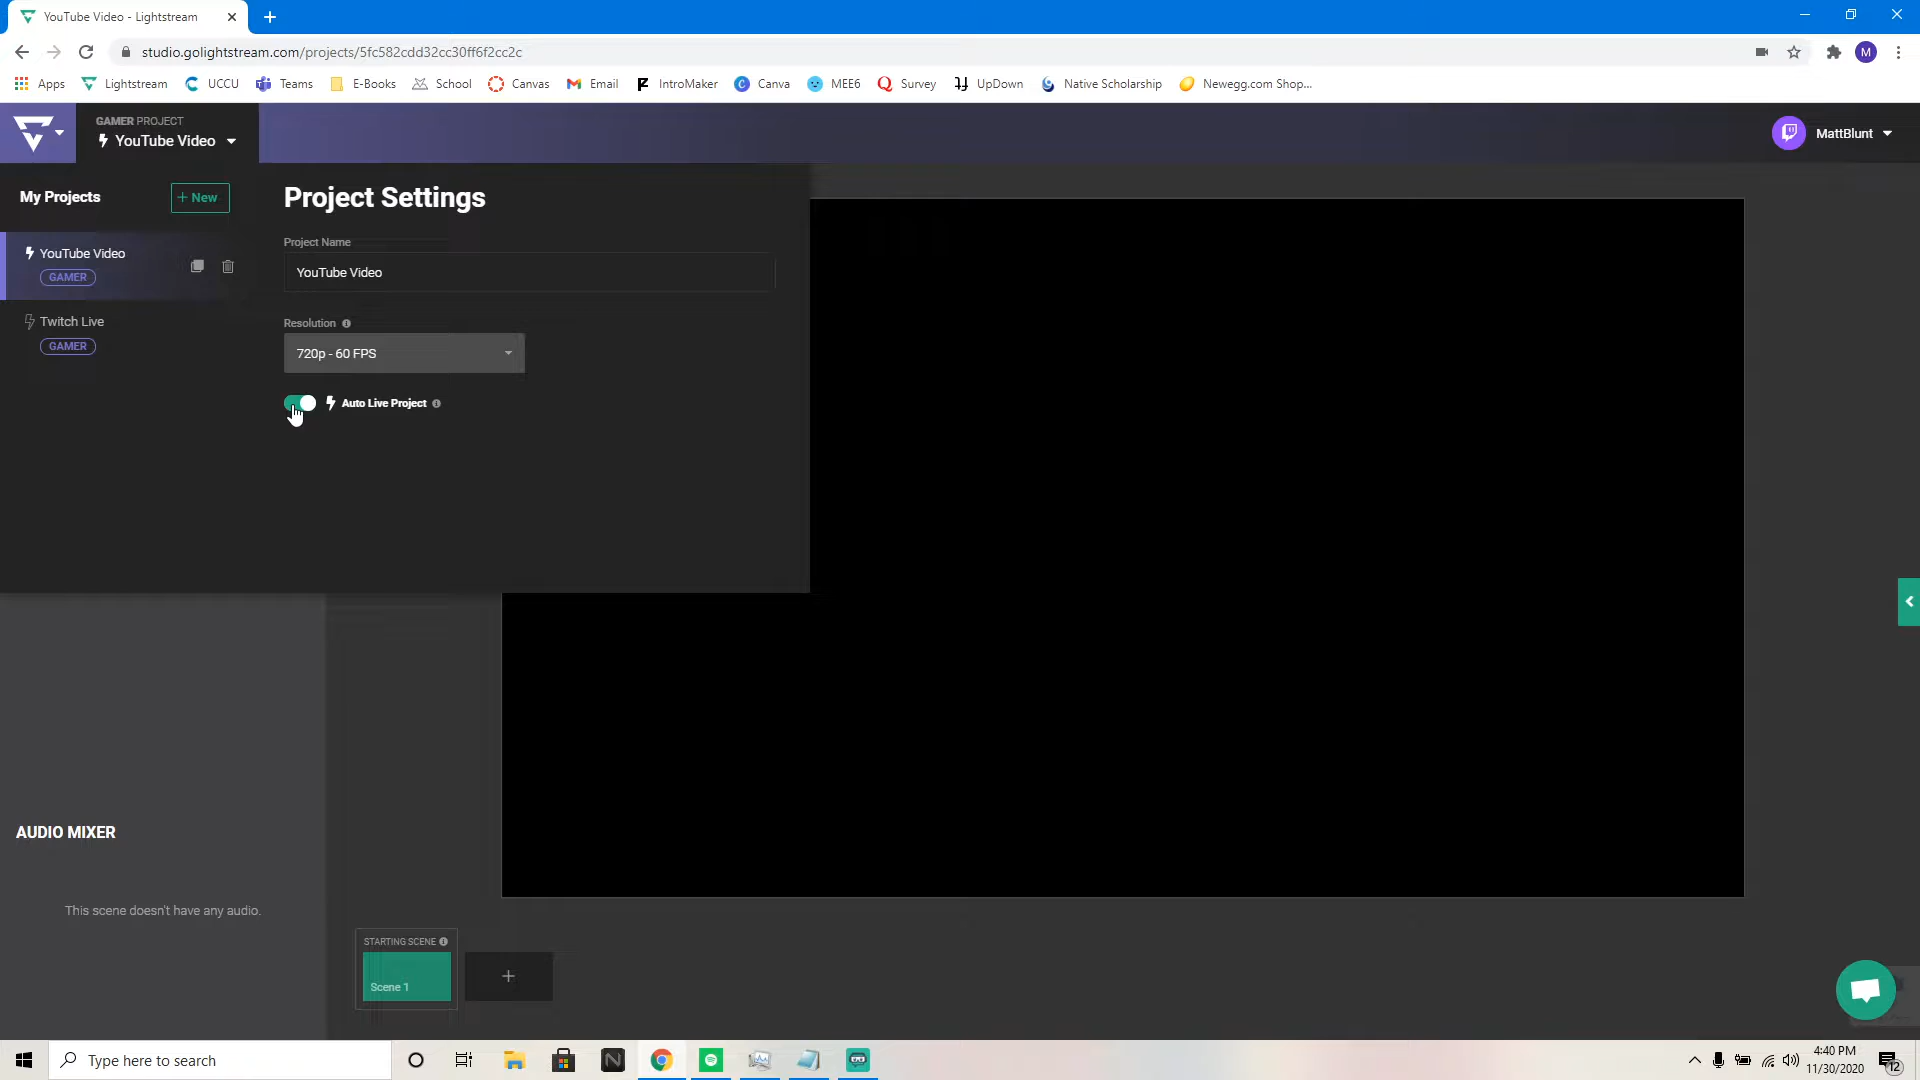 YouTube Video - Lightstream
studio.golightstream.com/projects/5fc582cdd32cc30ff6f2cc2c
M
Apps Lightstream UCCU Teams E-Books School Canvas Email IntroMaker Canva MEE6 Survey UpDown Native Scholarship Newegg.com Shop...
GAMER PROJECT
YouTube Video
MattBlunt
My Projects
+ New
YouTube Video
GAMER
Twitch Live
GAMER
Project Settings
Project Name
YouTube Video
Resolution
720p - 60 FPS
Auto Live Project
AUDIO MIXER
This scene doesn't have any audio.
STARTING SCENE
Scene 1
+
Type here to search
4:40 PM
11/30/2020
12